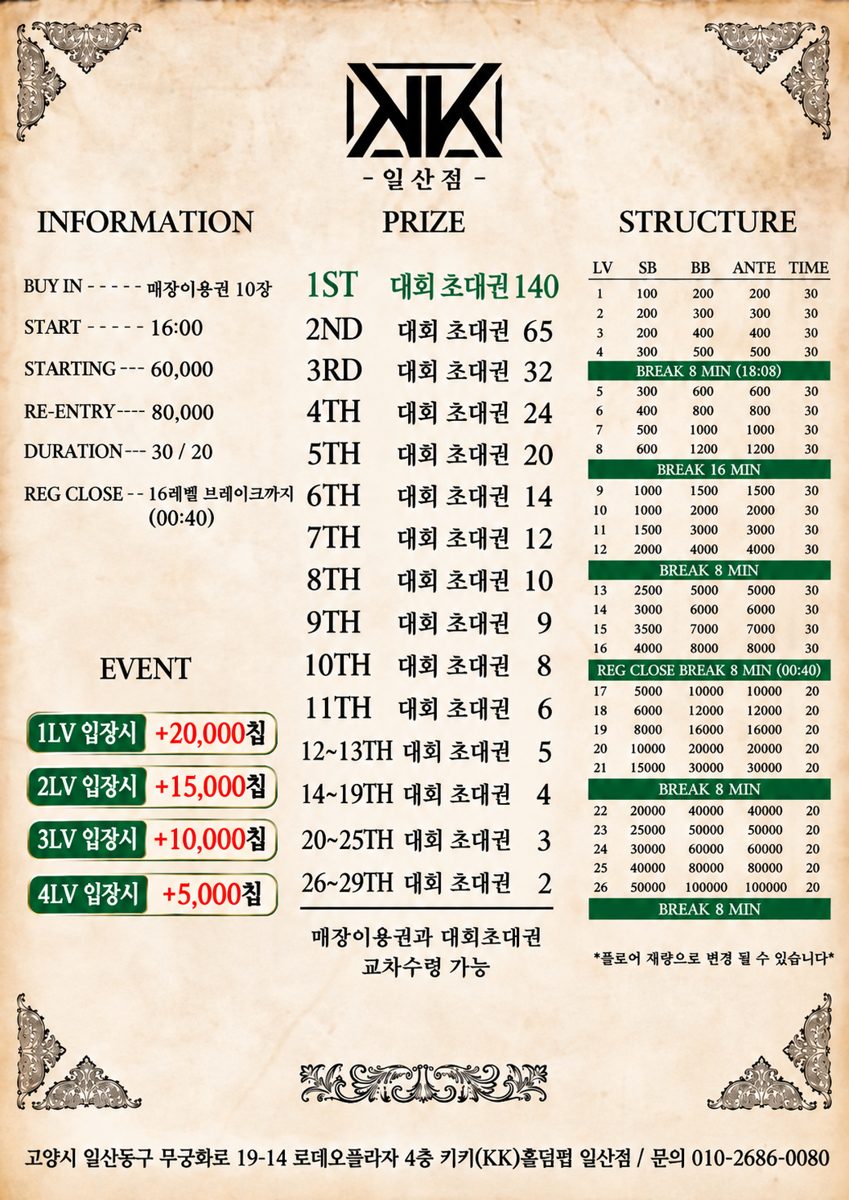 KK
- 일산점 -
INFORMATION
BUY IN - - - - - 매장이용권 10장
START - - - - - 16:00
STARTING --- 60,000
RE-ENTRY---- 80,000
DURATION--- 30 / 20
REG CLOSE - - 16레벨 브레이크까지
(00:40)
EVENT
1LV 입장시 +20,000칩
2LV 입장시 +15,000칩
3LV 입장시 +10,000칩
4LV 입장시 +5,000칩
PRIZE
1ST 대회 초대권 140
2ND 대회 초대권 65
3RD 대회 초대권 32
4TH 대회 초대권 24
5TH 대회 초대권 20
6TH 대회 초대권 14
7TH 대회 초대권 12
8TH 대회 초대권 10
9TH 대회 초대권 9
10TH 대회 초대권 8
11TH 대회 초대권 6
12~13TH 대회 초대권 5
14~19TH 대회 초대권 4
20~25TH 대회 초대권 3
26~29TH 대회 초대권 2
매장이용권과 대회초대권
교차수령 가능
STRUCTURE
LV SB BB ANTE TIME
1 100 200 200 30
2 200 300 300 30
3 200 400 400 30
4 300 500 500 30
BREAK 8 MIN (18:08)
5 300 600 600 30
6 400 800 800 30
7 500 1000 1000 30
8 600 1200 1200 30
BREAK 16 MIN
9 1000 1500 1500 30
10 1000 2000 2000 30
11 1500 3000 3000 30
12 2000 4000 4000 30
BREAK 8 MIN
13 2500 5000 5000 30
14 3000 6000 6000 30
15 3500 7000 7000 30
16 4000 8000 8000 30
REG CLOSE BREAK 8 MIN (00:40)
17 5000 10000 10000 20
18 6000 12000 12000 20
19 8000 16000 16000 20
20 10000 20000 20000 20
21 15000 30000 30000 20
BREAK 8 MIN
22 20000 40000 40000 20
23 25000 50000 50000 20
24 30000 60000 60000 20
25 40000 80000 80000 20
26 50000 100000 100000 20
BREAK 8 MIN
*플로어 재량으로 변경 될 수 있습니다*
고양시 일산동구 무궁화로 19-14 로데오플라자 4층 키키(KK)홀덤펍 일산점 / 문의 010-2686-0080